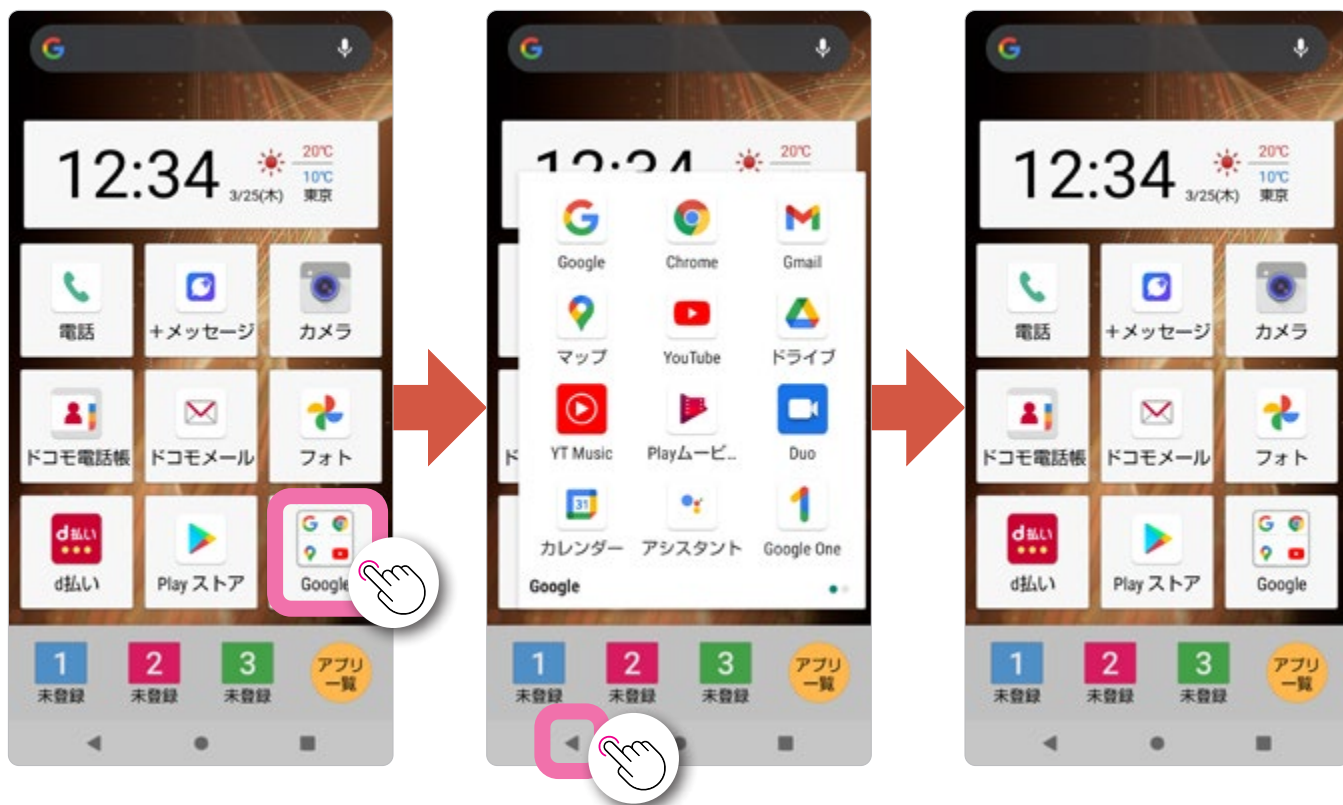 12:34
3/25(木)
20℃
10℃
東京
電話
+メッセージ
カメラ
ドコモ電話帳
ドコモメール
フォト
d払い
d払い
Play ストア
Google
1
2
3
アプリ
一覧
未登録
未登録
未登録
20℃
Google
Chrome
Gmail
マップ
YouTube
ドライブ
YT Music
Playムービ…
Duo
31
カレンダー
アシスタント
Google One
Google
1
2
3
アプリ
一覧
未登録
未登録
未登録
12:34
3/25(木)
20℃
10℃
東京
電話
+メッセージ
カメラ
ドコモ電話帳
ドコモメール
フォト
d払い
d払い
Play ストア
Google
1
2
3
アプリ
一覧
未登録
未登録
未登録